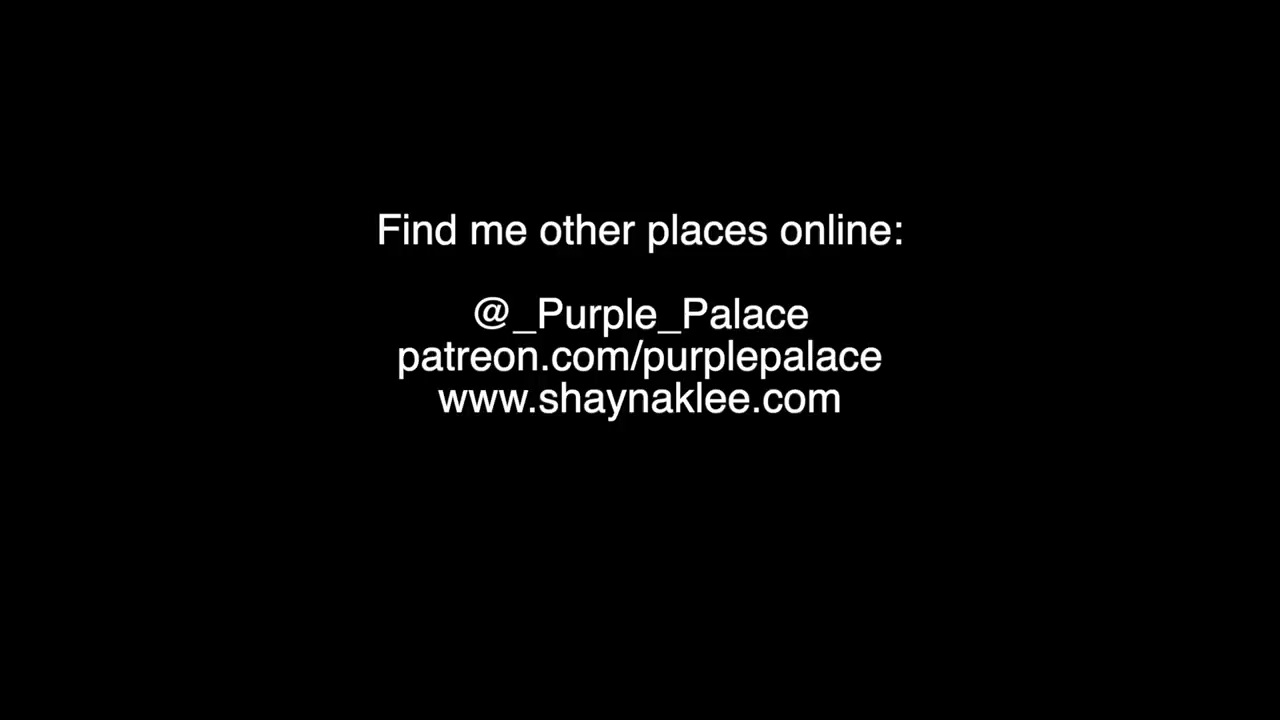 Find me other places online:
@_Purple_Palace
patreon.com/purplepalace
www.shaynaklee.com